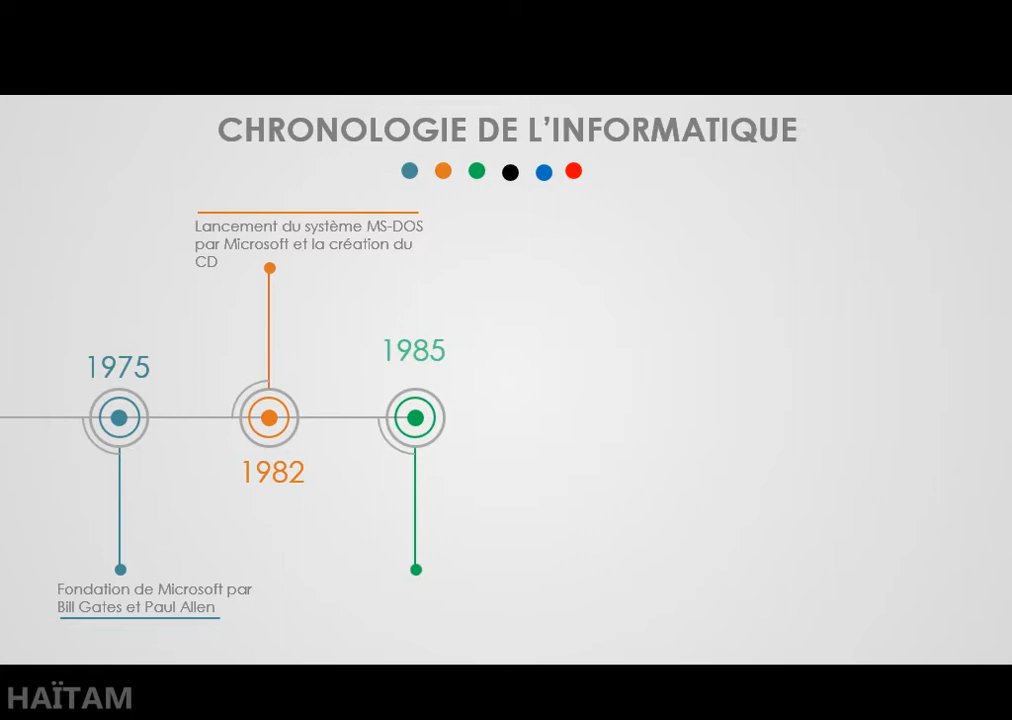 CHRONOLOGIE DE L’INFORMATIQUE
Lancement du système MS-DOS
par Microsoft et la création du
CD
1975
1982
1985
Fondation de Microsoft par
Bill Gates et Paul Allen
HAÏTAM